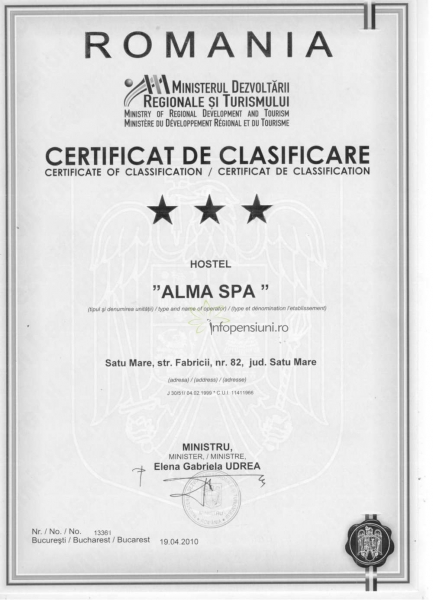 ROMANIA
MINISTERUL DEZVOLTĂRII
REGIONALE ȘI TURISMULUI
MINISTRY OF REGIONAL DEVELOPMENT AND TOURISM
MINISTÈRE DU DÉVELOPPEMENT RÉGIONAL ET DU TOURISME
CERTIFICAT DE CLASIFICARE
CERTIFICATE OF CLASSIFICATION / CERTIFICAT DE CLASSIFICATION
HOSTEL
"ALMA SPA "
(tipul și denumirea unității) / type and name of operator) / (type et dénomination l'établissement)
Infopensiuni.ro
Satu Mare, str. Fabricii, nr. 82, jud. Satu Mare
(adresa) / (address) / (adresse)
MINISTRU,
MINISTER, / MINISTRE,
Elena Gabriela UDREA
Nr. / No. / No. 13361
București / Bucharest / Bucarest 19.04.2010